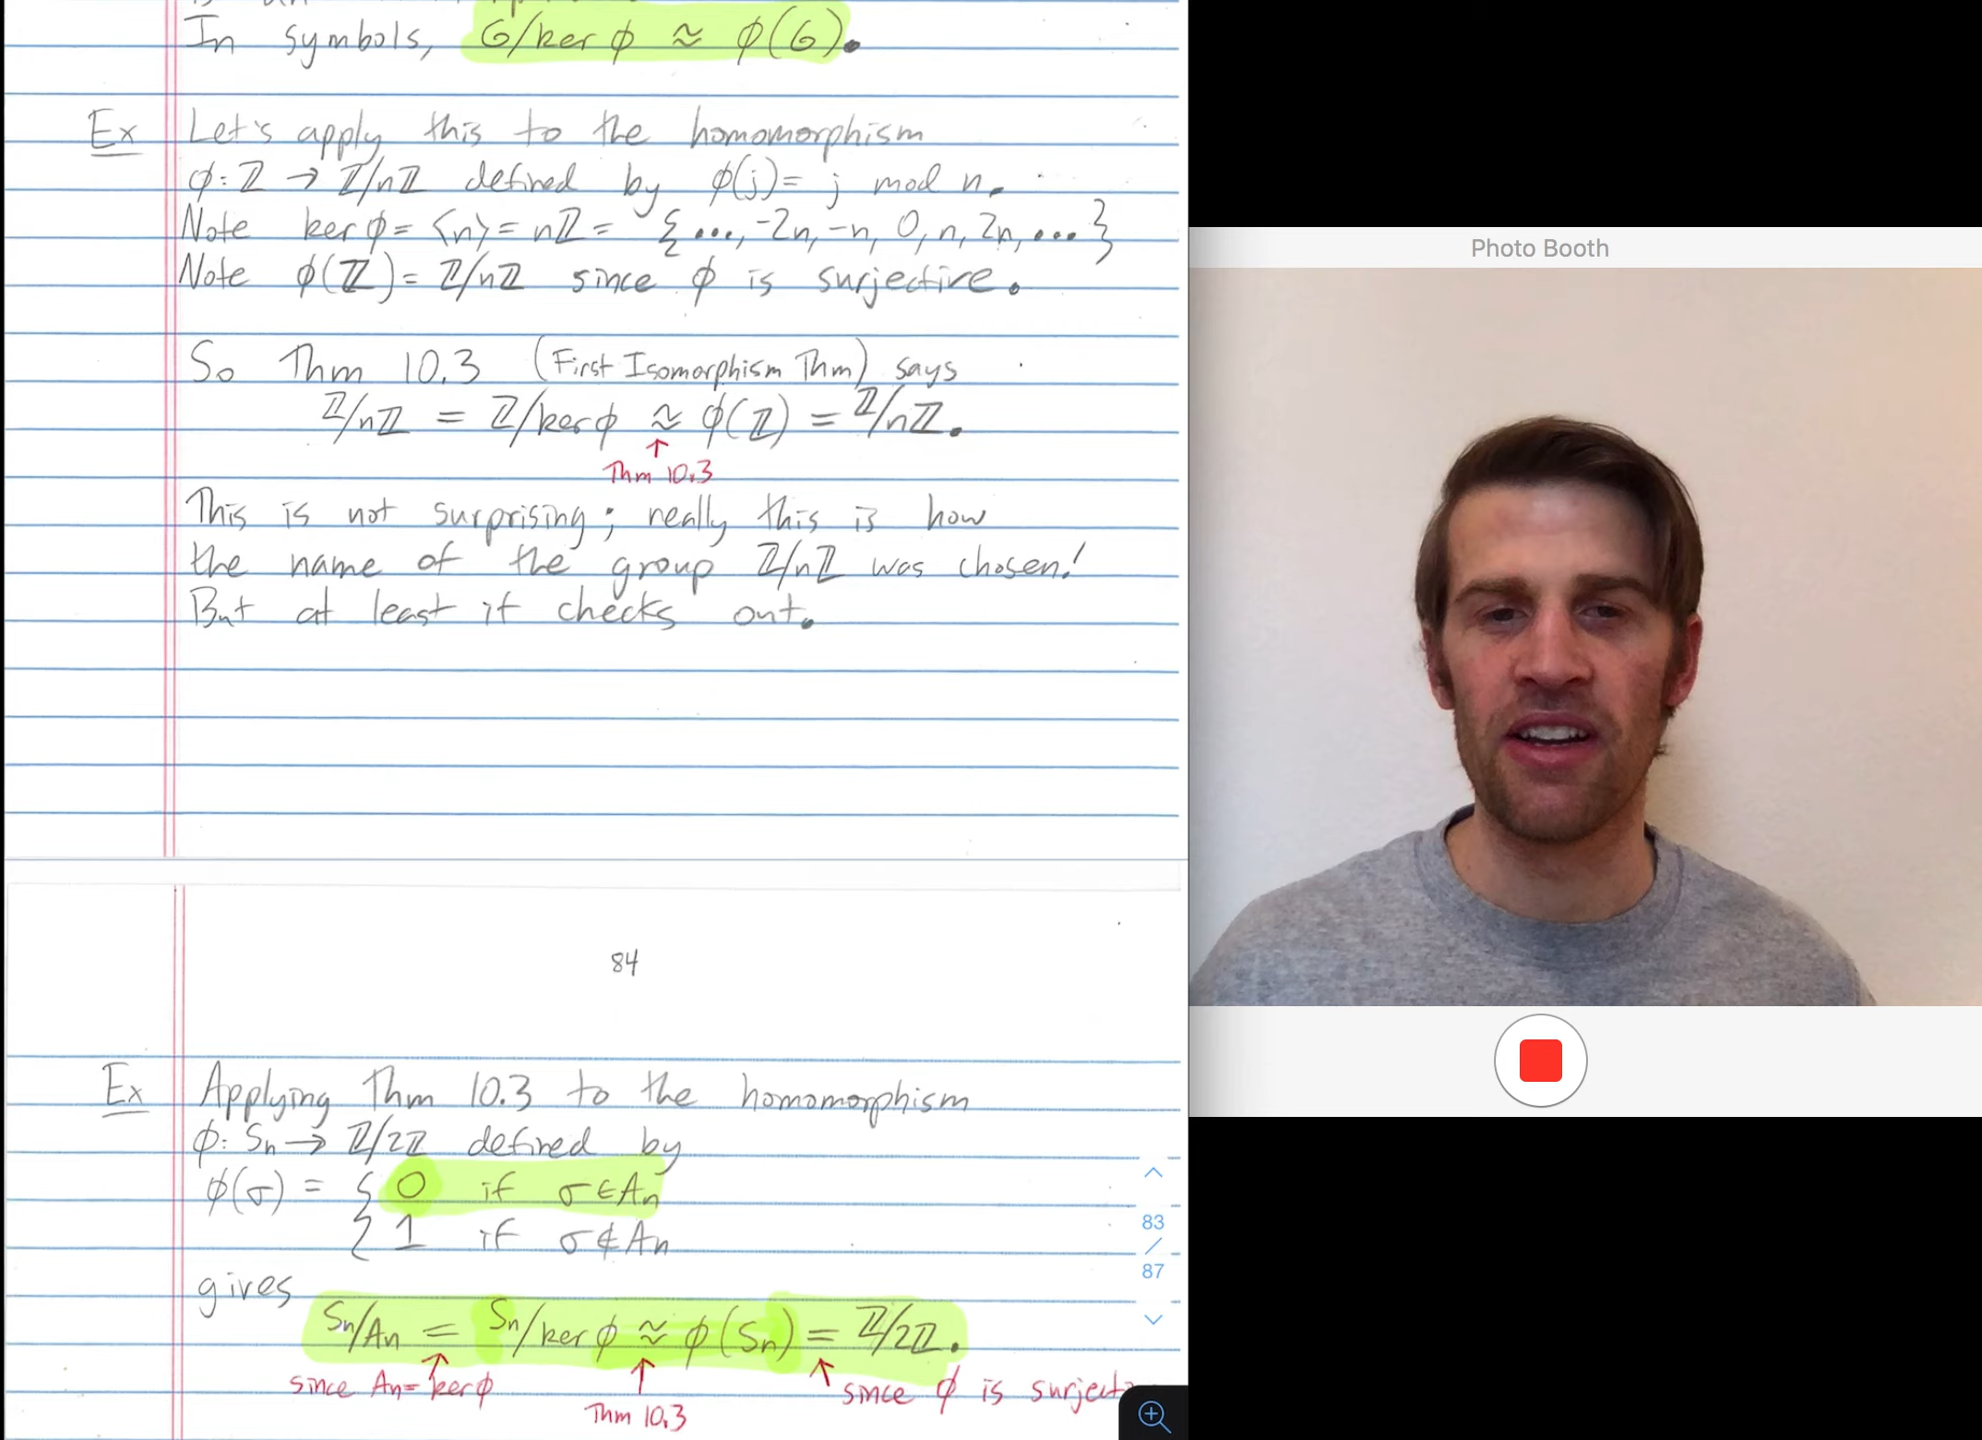 In symbols, G/ker ϕ ≈ ϕ(G).
Ex Let's apply this to the homomorphism
ϕ: ℤ → ℤ/nℤ defined by ϕ(j) = j mod n.
Note ker ϕ = ⟨n⟩ = nℤ = {..., -2n, -n, 0, n, 2n, ...}
Note ϕ(ℤ) = ℤ/nℤ since ϕ is surjective.
So Thm 10.3 (First Isomorphism Thm) says
ℤ/nℤ = ℤ/ker ϕ ≈ ϕ(ℤ) = ℤ/nℤ.
↑
Thm 10.3
This is not surprising; really this is how
the name of the group ℤ/nℤ was chosen!
But at least it checks out.
84
Ex Applying Thm 10.3 to the homomorphism
ϕ: Sn → ℤ/2ℤ defined by
ϕ(σ) = { 0 if σ ∈ An
1 if σ ∉ An
gives
Sn/An = Sn/ker ϕ ≈ ϕ(Sn) = ℤ/2ℤ.
↑ ↑ ↑
since An = ker ϕ
Thm 10.3
since ϕ is
83
/
87
Photo Booth